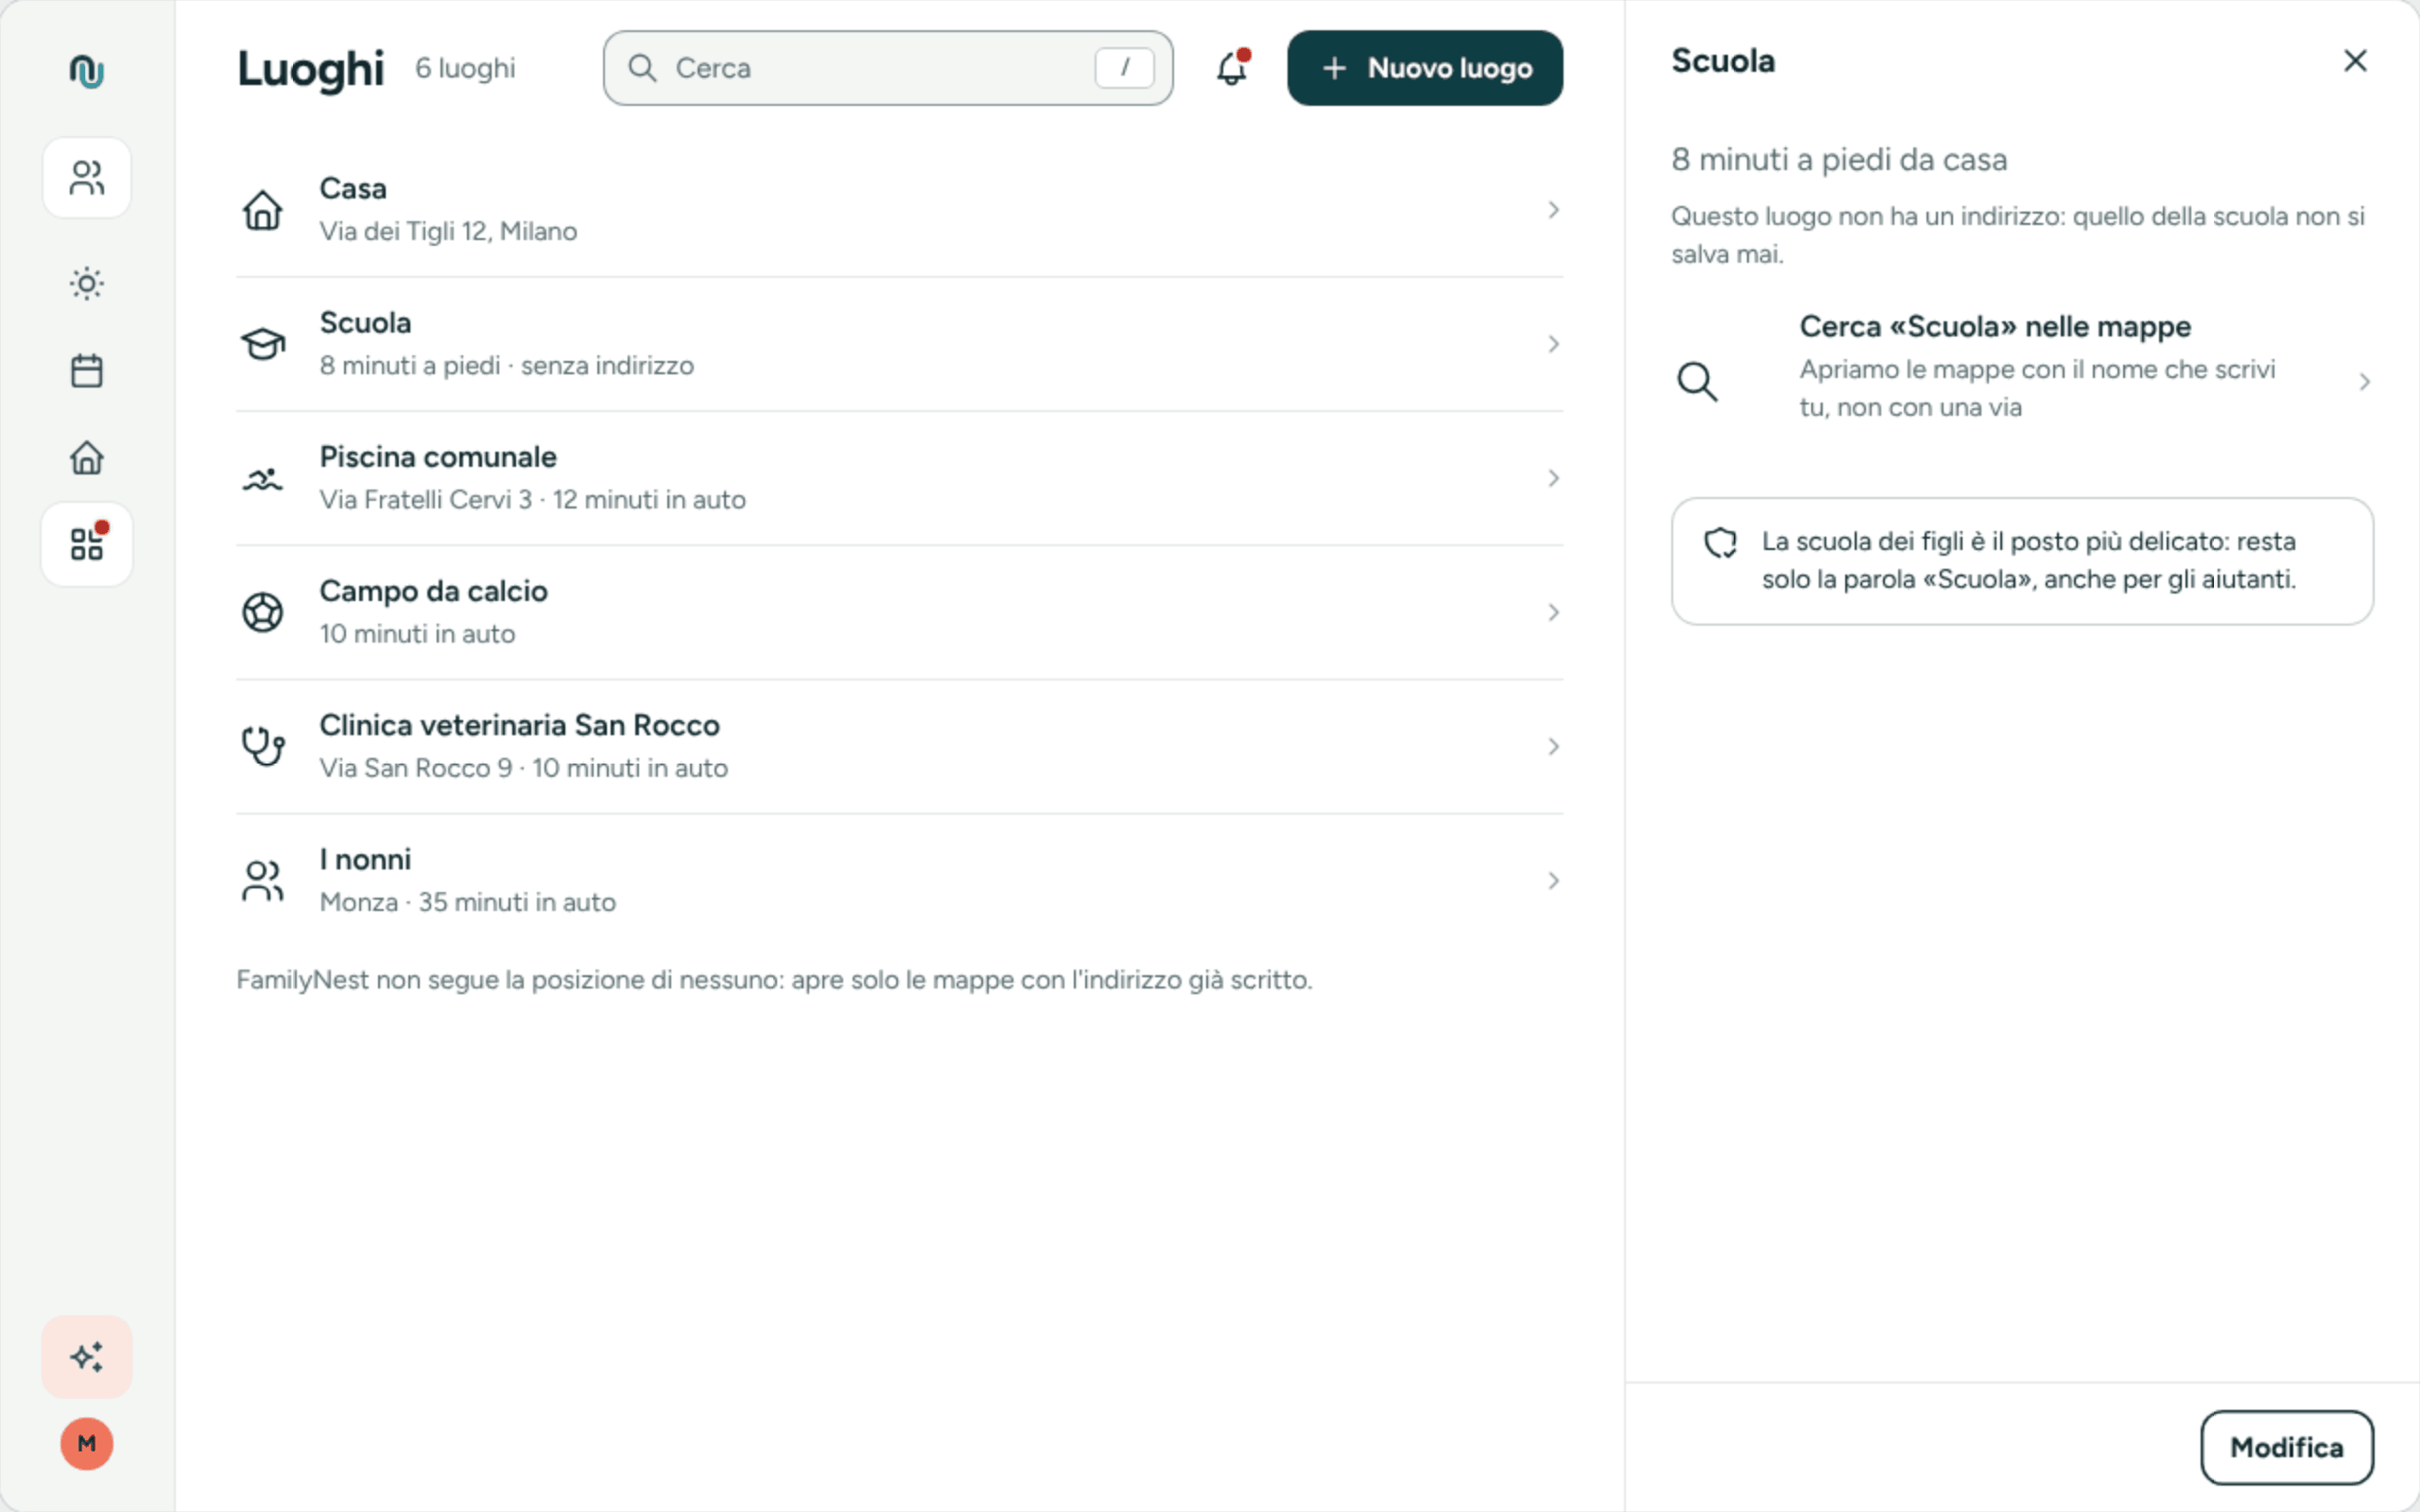 Luoghi
6 luoghi
Cerca
/
Nuovo luogo
Casa
Via dei Tigli 12, Milano
Scuola
8 minuti a piedi · senza indirizzo
Piscina comunale
Via Fratelli Cervi 3 · 12 minuti in auto
Campo da calcio
10 minuti in auto
Clinica veterinaria San Rocco
Via San Rocco 9 · 10 minuti in auto
I nonni
Monza · 35 minuti in auto
FamilyNest non segue la posizione di nessuno: apre solo le mappe con l'indirizzo già scritto.
M
Scuola
8 minuti a piedi da casa
Questo luogo non ha un indirizzo: quello della scuola non si
salva mai.
Cerca «Scuola» nelle mappe
Apriamo le mappe con il nome che scrivi
tu, non con una via
La scuola dei figli è il posto più delicato: resta
solo la parola «Scuola», anche per gli aiutanti.
Modifica